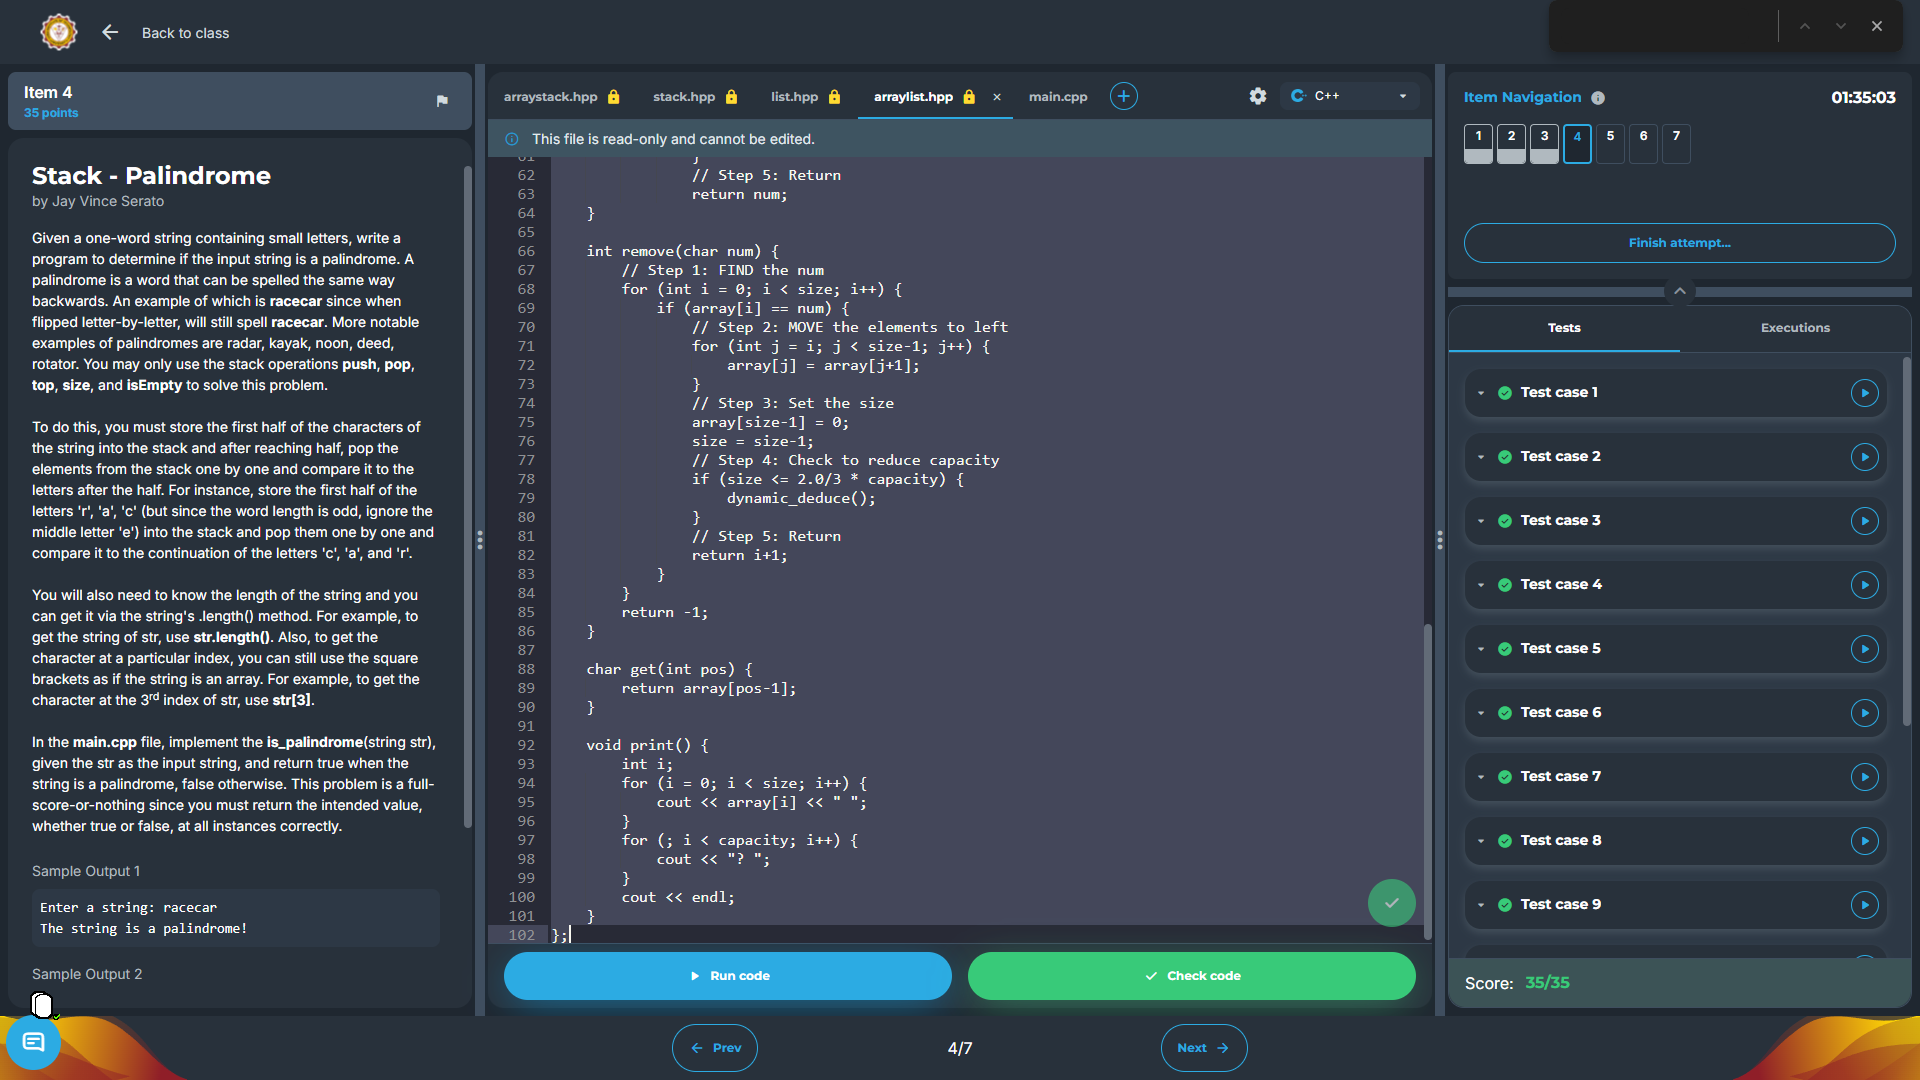 Back to class
Item 4
35 points
Stack - Palindrome
by Jay Vince Serato
Given a one-word string containing small letters, write a
program to determine if the input string is a palindrome. A
palindrome is a word that can be spelled the same way
backwards. An example of which is racecar since when
flipped letter-by-letter, will still spell racecar. More notable
examples of palindromes are radar, kayak, noon, deed,
rotator. You may only use the stack operations push, pop,
top, size, and isEmpty to solve this problem.
To do this, you must store the first half of the characters of
the string into the stack and after reaching half, pop the
elements from the stack one by one and compare it to the
letters after the half. For instance, store the first half of the
letters 'r', 'a', 'c' (but since the word length is odd, ignore the
middle letter 'e') into the stack and pop them one by one and
compare it to the continuation of the letters 'c', 'a', and 'r'.
You will also need to know the length of the string and you
can get it via the string's .length() method. For example, to
get the string of str, use str.length(). Also, to get the
character at a particular index, you can still use the square
brackets as if the string is an array. For example, to get the
character at the 3rd index of str, use str[3].
In the main.cpp file, implement the is_palindrome(string str),
given the str as the input string, and return true when the
string is a palindrome, false otherwise. This problem is a full-
score-or-nothing since you must return the intended value,
whether true or false, at all instances correctly.
Sample Output 1
Enter a string: racecar
The string is a palindrome!
Sample Output 2
arraystack.hpp stack.hpp list.hpp arraylist.hpp × main.cpp
C++
This file is read-only and cannot be edited.
61 }
62 // Step 5: Return
63 return num;
64 }
65
66 int remove(char num) {
67 // Step 1: FIND the num
68 for (int i = 0; i < size; i++) {
69 if (array[i] == num) {
70 // Step 2: MOVE the elements to left
71 for (int j = i; j < size-1; j++) {
72 array[j] = array[j+1];
73 }
74 // Step 3: Set the size
75 array[size-1] = 0;
76 size = size-1;
77 // Step 4: Check to reduce capacity
78 if (size <= 2.0/3 * capacity) {
79 dynamic_deduce();
80 }
81 // Step 5: Return
82 return i+1;
83 }
84 }
85 return -1;
86 }
87
88 char get(int pos) {
89 return array[pos-1];
90 }
91
92 void print() {
93 int i;
94 for (i = 0; i < size; i++) {
95 cout << array[i] << " ";
96 }
97 for (; i < capacity; i++) {
98 cout << "? ";
99 }
100 cout << endl;
101 }
102 };
Run code
Check code
Prev
4/7
Next
Item Navigation
01:35:03
1 2 3 4 5 6 7
Finish attempt...
Tests
Executions
Test case 1
Test case 2
Test case 3
Test case 4
Test case 5
Test case 6
Test case 7
Test case 8
Test case 9
Score: 35/35